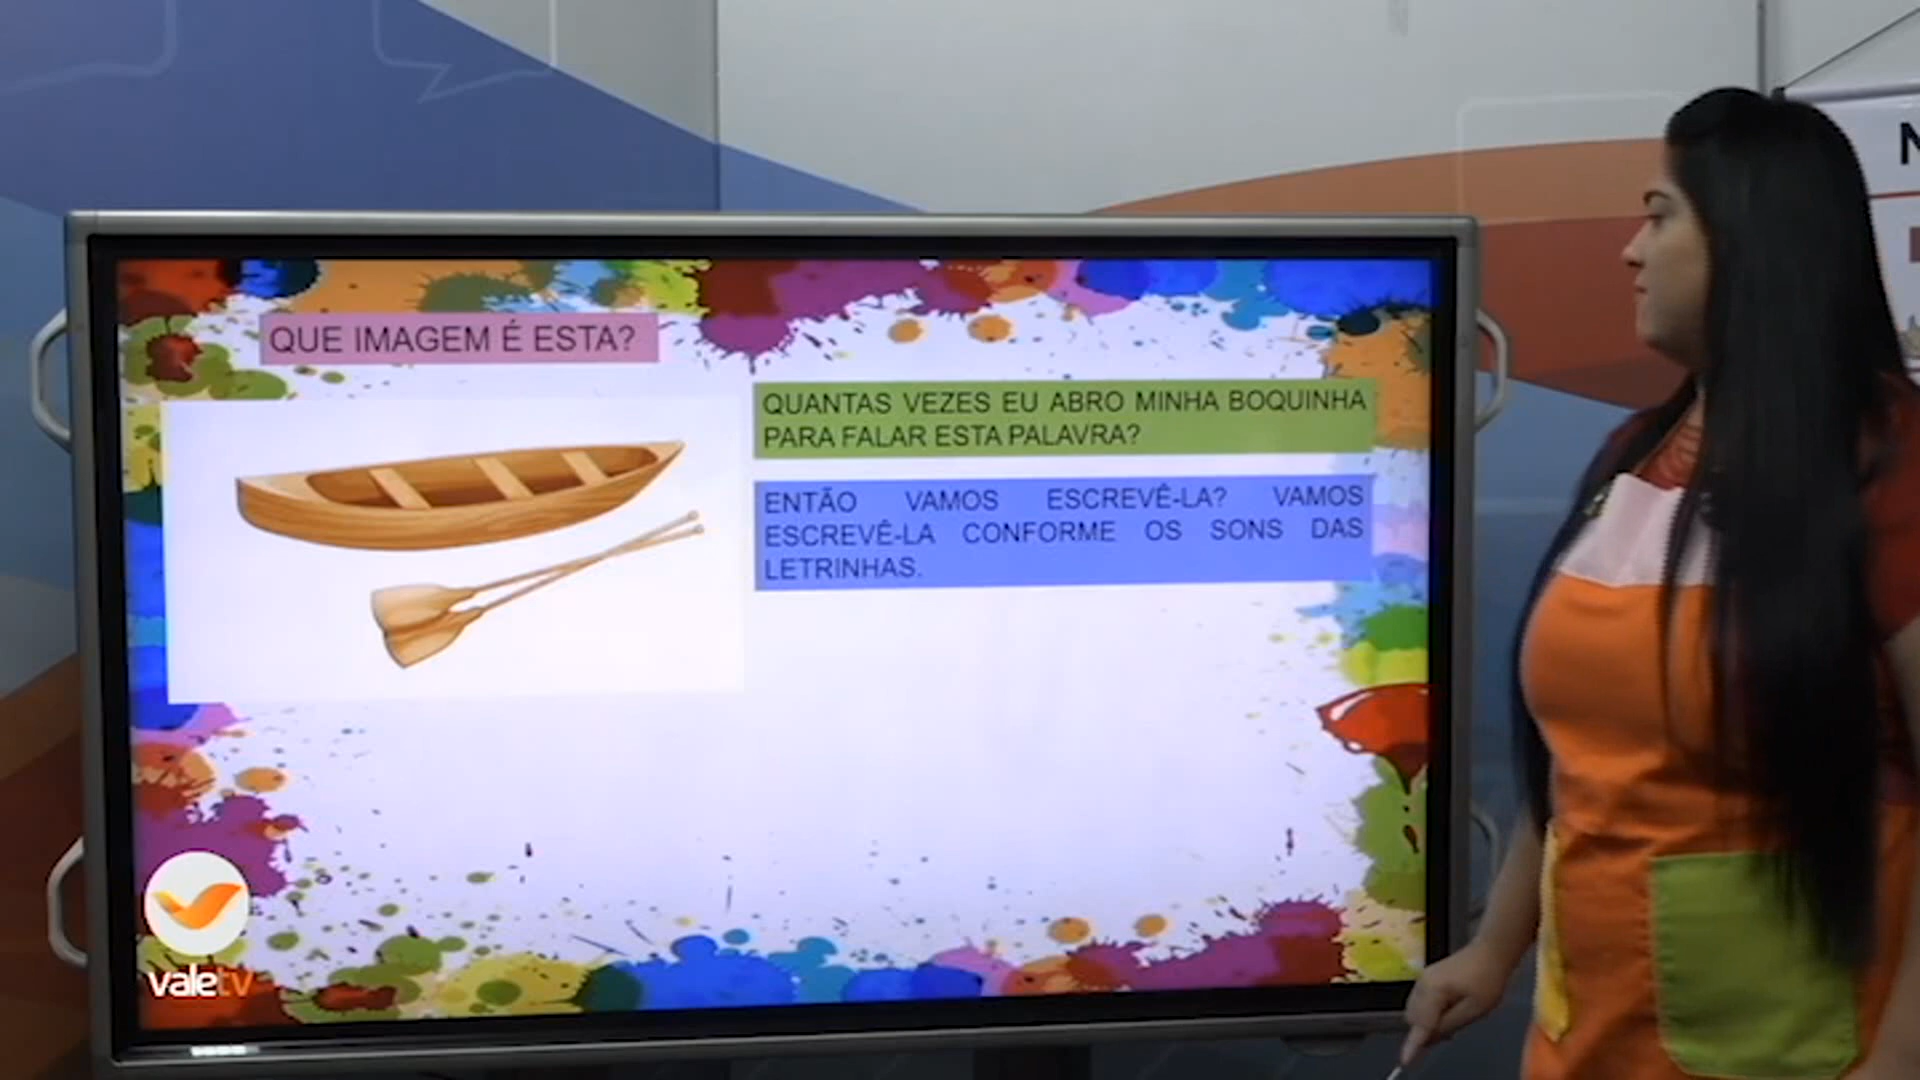 QUE IMAGEM É ESTA?
QUANTAS VEZES EU ABRO MINHA BOQUINHA
PARA FALAR ESTA PALAVRA?
ENTÃO VAMOS ESCREVÊ-LA? VAMOS
ESCREVÊ-LA CONFORME OS SONS DAS
LETRINHAS.
valetv
N